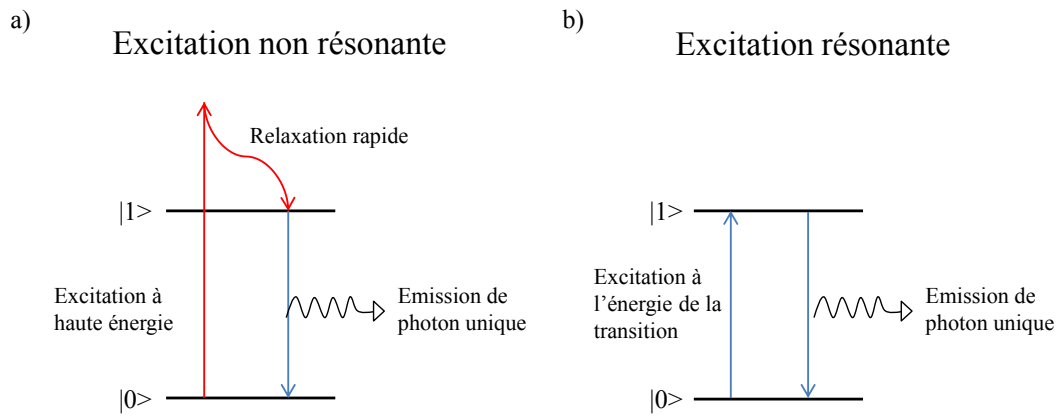 a)
Excitation non résonante
Relaxation rapide
|1>
Excitation à
haute énergie
Emission de
photon unique
|0>
b)
Excitation résonante
|1>
Excitation à
l’énergie de la
transition
Emission de
photon unique
|0>